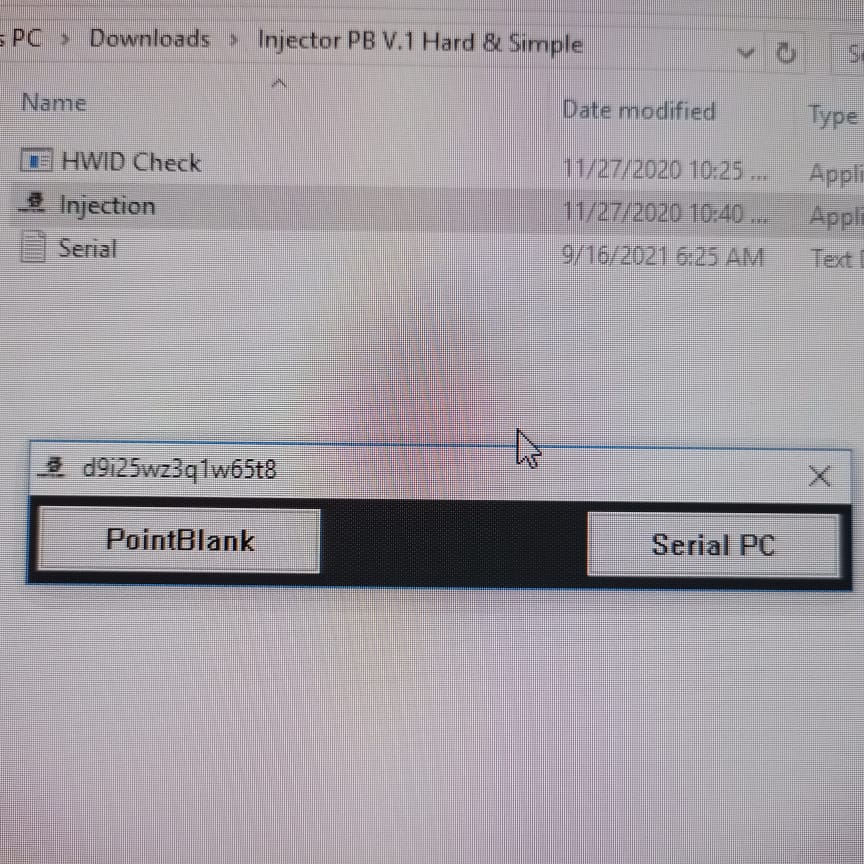 PC > Downloads > Injector PB V.1 Hard & Simple
Name Date modified Type
HWID Check 11/27/2020 10:25 ... Appli
Injection 11/27/2020 10:40 ... Appli
Serial 9/16/2021 6:25 AM Text
d9i25wz3q1w65t8
PointBlank Serial PC